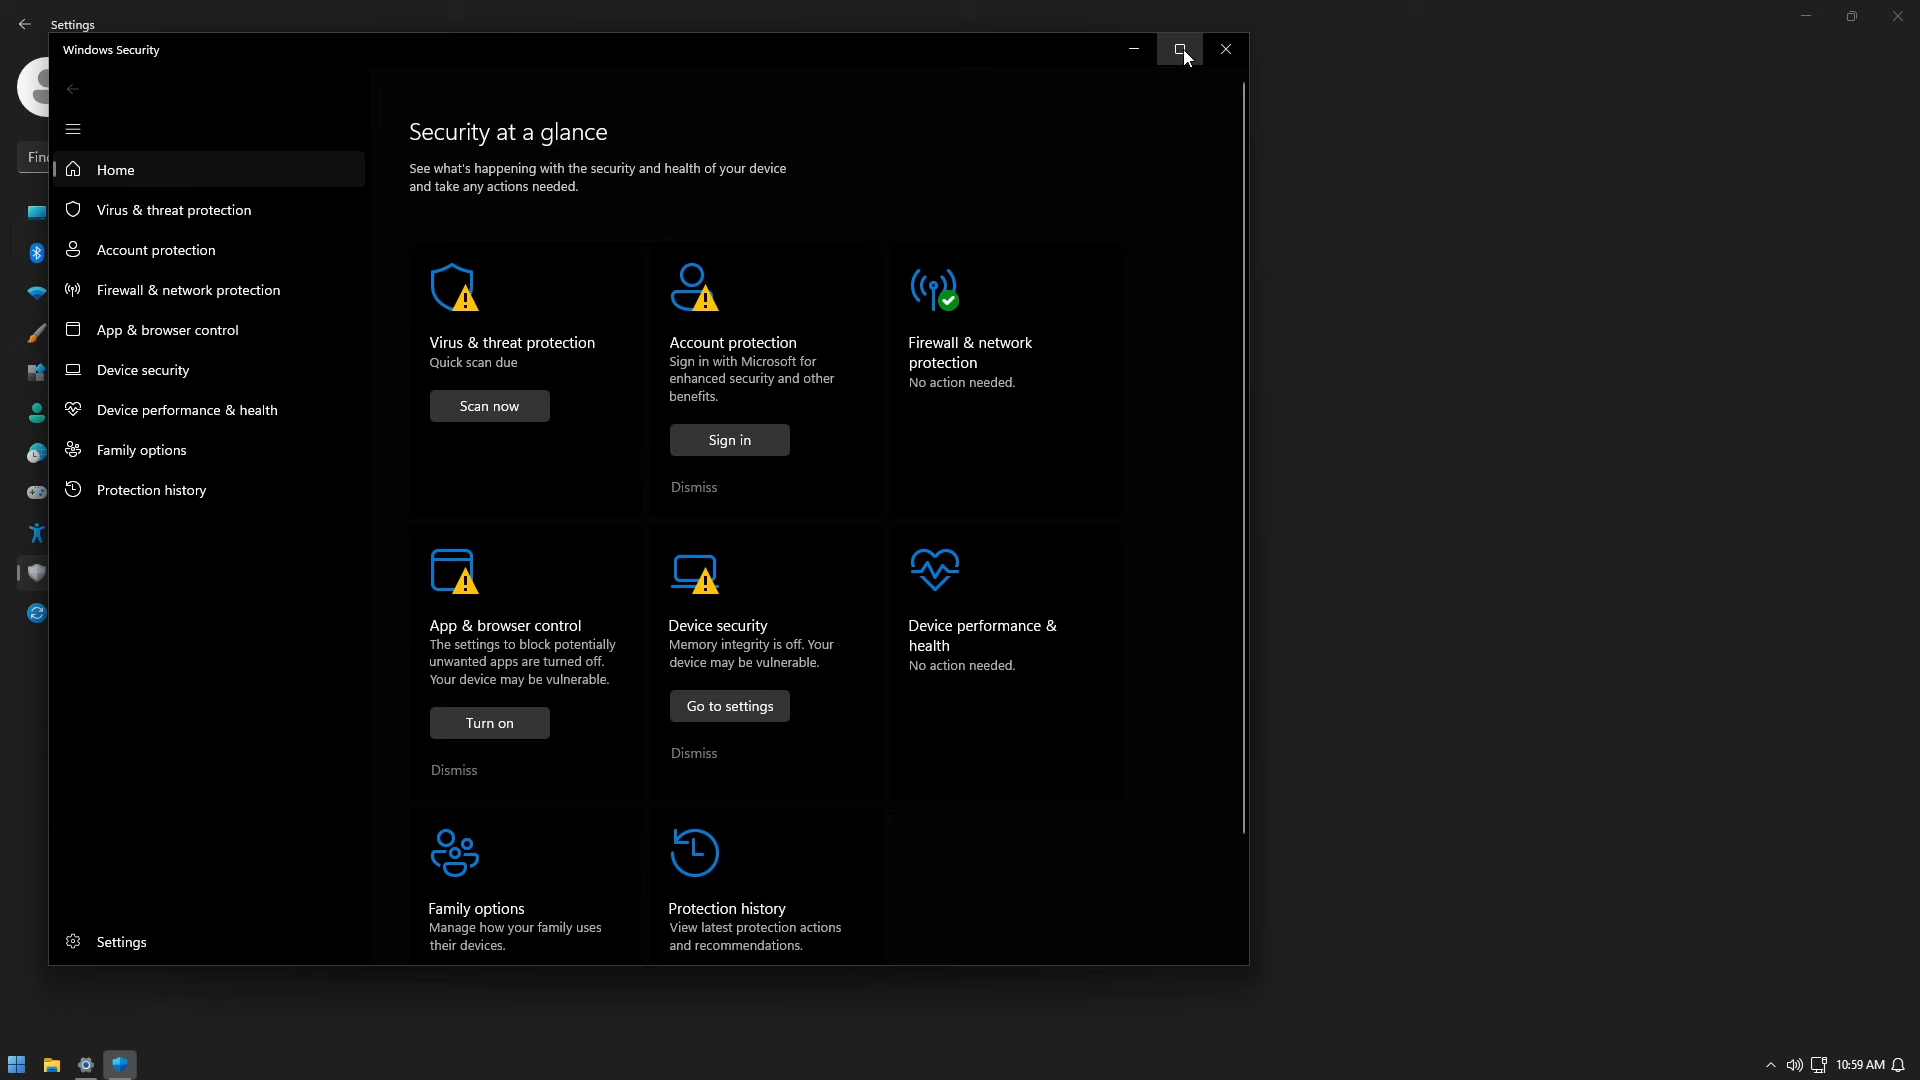 Settings
Windows Security
Find
Home
Virus & threat protection
Account protection
Firewall & network protection
App & browser control
Device security
Device performance & health
Family options
Protection history
Settings
Security at a glance
See what's happening with the security and health of your device
and take any actions needed.
Virus & threat protection
Quick scan due
Scan now
Account protection
Sign in with Microsoft for
enhanced security and other
benefits.
Sign in
Dismiss
Firewall & network
protection
No action needed.
App & browser control
The settings to block potentially
unwanted apps are turned off.
Your device may be vulnerable.
Turn on
Dismiss
Device security
Memory integrity is off. Your
device may be vulnerable.
Go to settings
Dismiss
Device performance &
health
No action needed.
Family options
Manage how your family uses
their devices.
Protection history
View latest protection actions
and recommendations.
10:59 AM